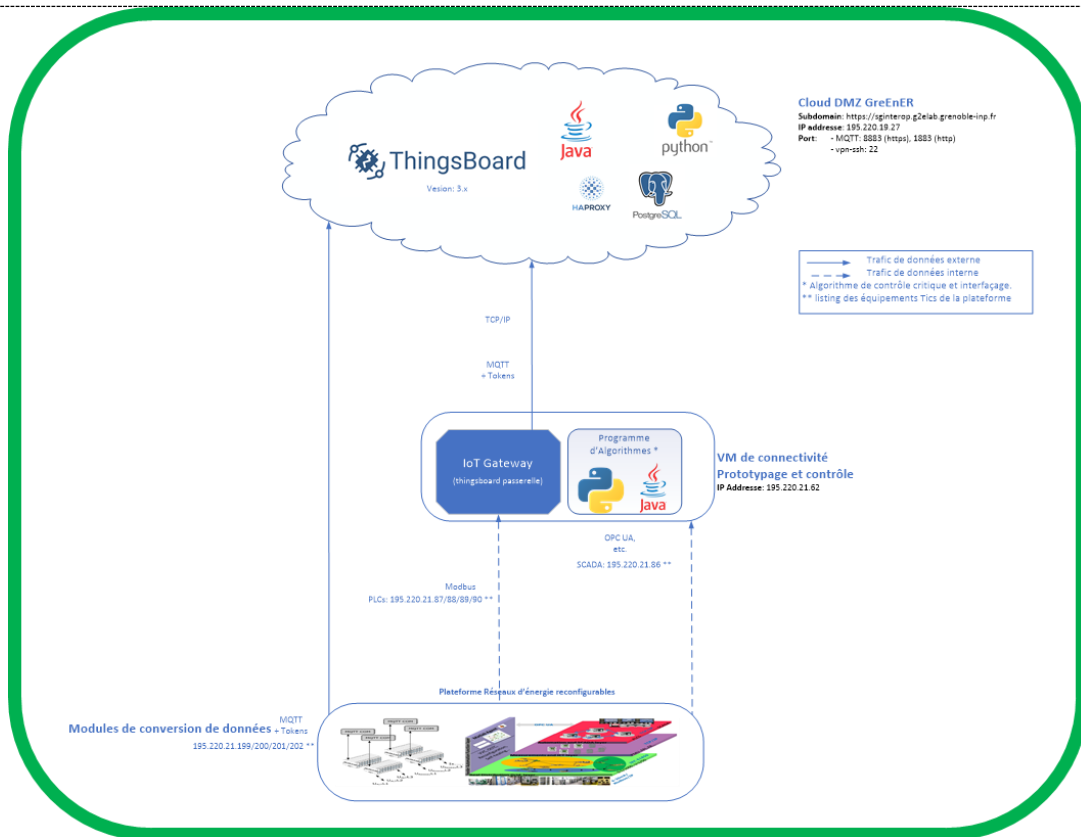 Cloud DMZ GreEnER
Subdomain: https://sginterop.g2elab.grenoble-inp.fr
IP addresse: 195.220.19.27
Port: - MQTT: 8883 (https), 1883 (http)
- vpn-ssh: 22
ThingsBoard
Vesion: 3.x
Java
python
HAPROXY
PostgreSQL
Trafic de données externe
Trafic de données interne
* Algorithme de contrôle critique et interfaçage.
** listing des équipements Tics de la plateforme
TCP/IP
MQTT
+ Tokens
IoT Gateway
(thingsboard passerelle)
Programme
d'Algorithmes *
Java
VM de connectivité
Prototypage et contrôle
IP Addresse: 195.220.21.62
OPC UA,
etc.
SCADA: 195.220.21.86 **
Modbus
PLCs: 195.220.21.87/88/89/90 **
Plateforme Réseaux d'énergie reconfigurables
Modules de conversion de données
MQTT
+ Tokens
195.220.21.199/200/201/202 **
OPC UA